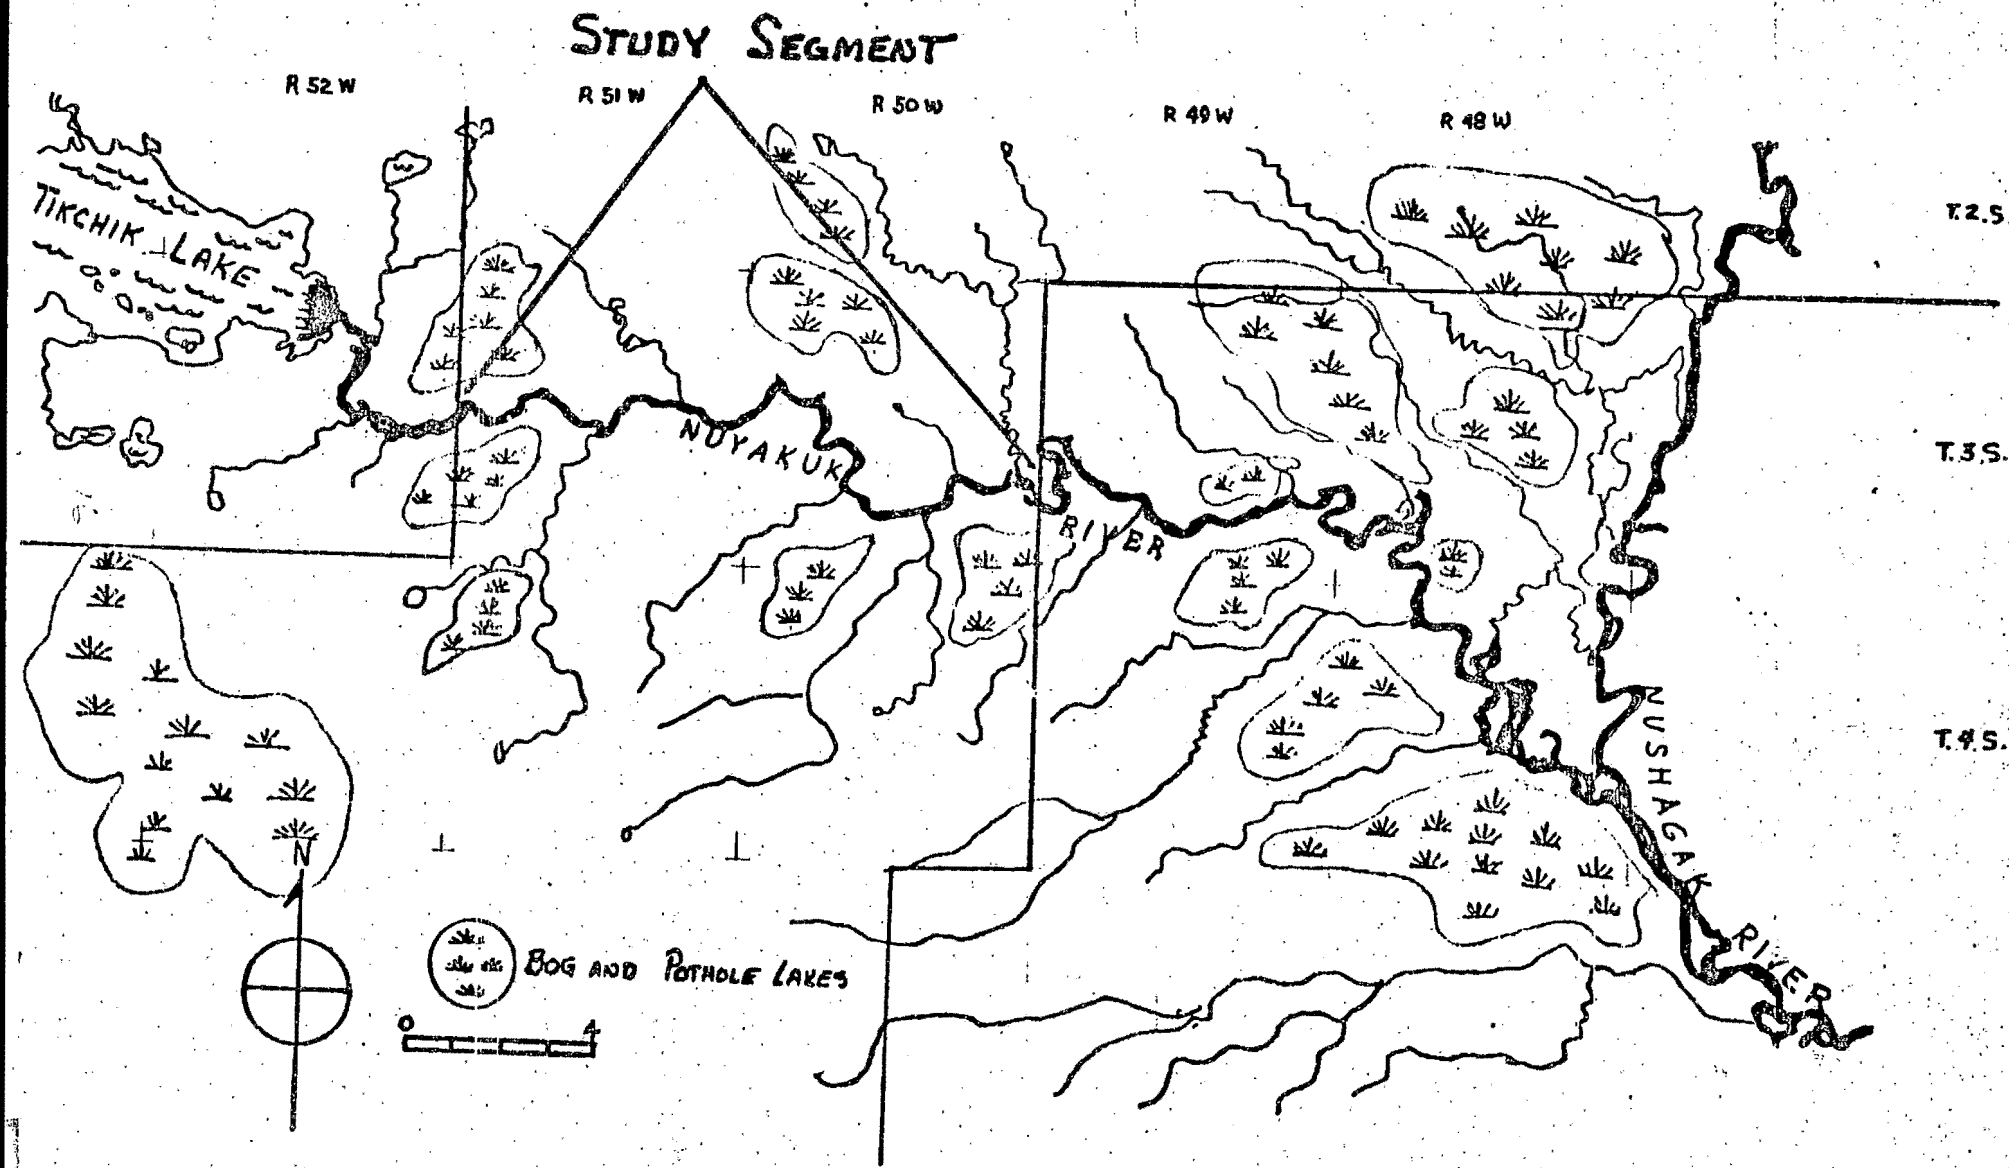 STUDY SEGMENT
R 52 W
R 51 W
R 50 W
R 49 W
R 48 W
T.2.S.
TIKCHIK LAKE
NUYAKUK
RIVER
T.3.S.
T.4.S.
NUSHAGAK
RIVER
N
BOG AND POTHOLE LAKES
0 4